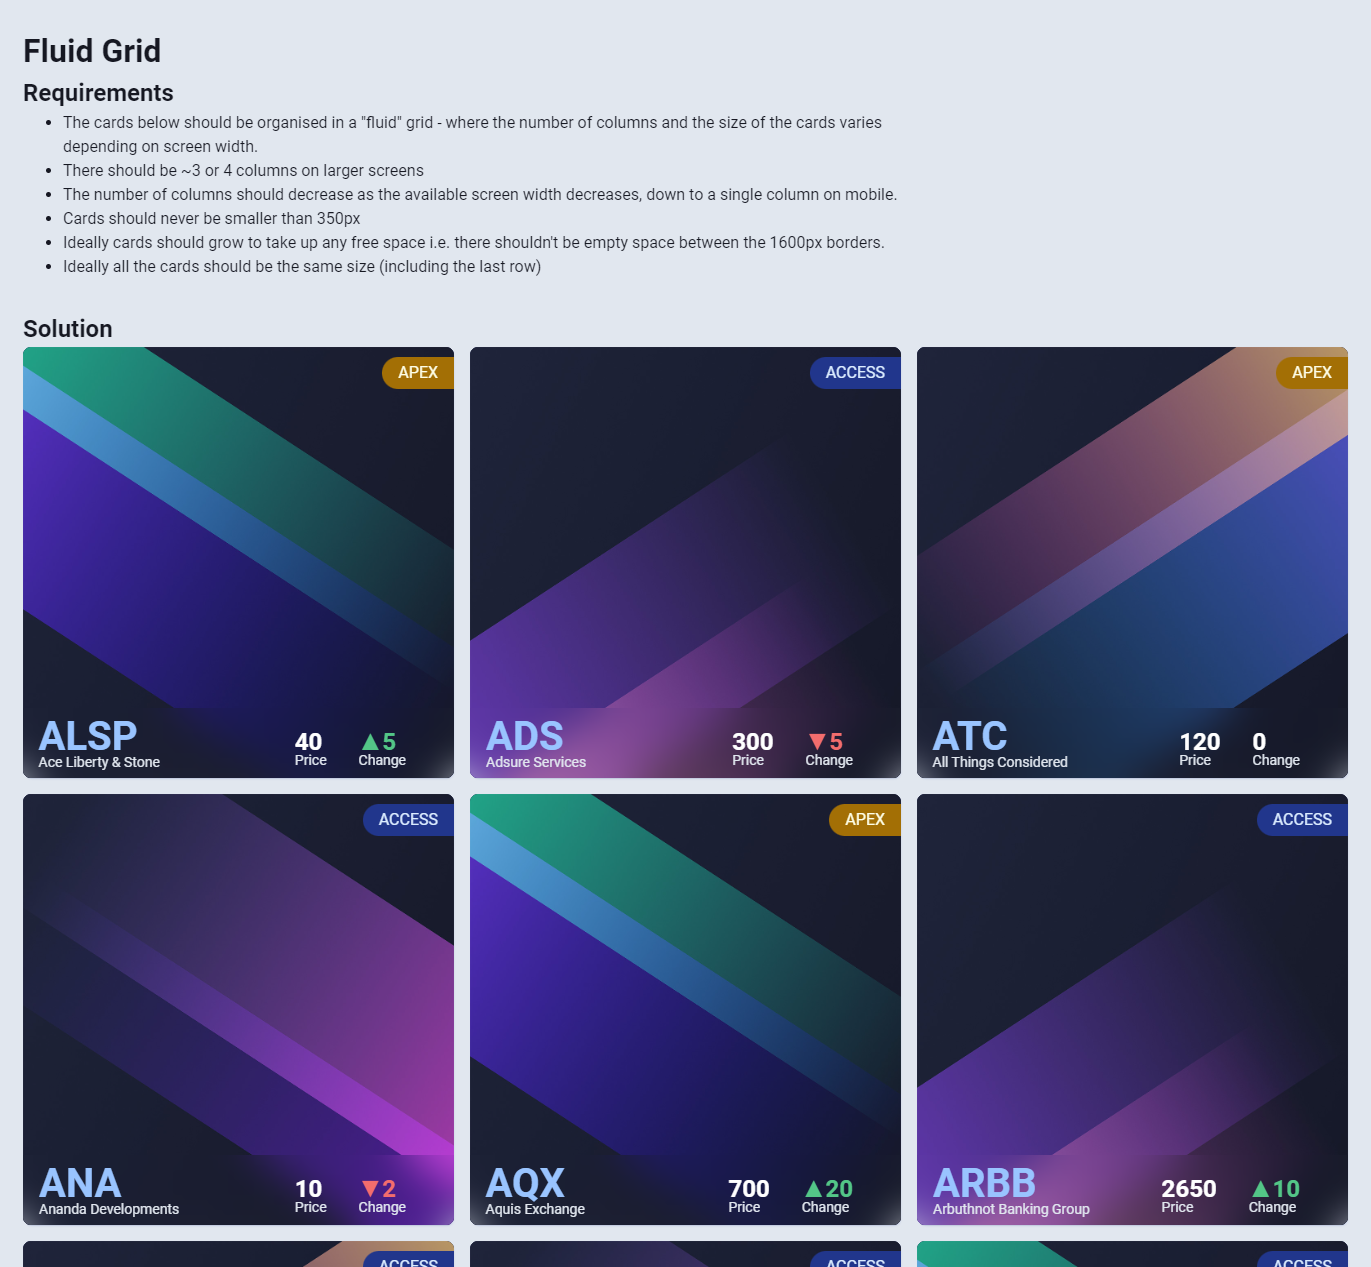 Fluid Grid
Requirements
The cards below should be organised in a "fluid" grid - where the number of columns and the size of the cards varies
depending on screen width.
There should be ~3 or 4 columns on larger screens
The number of columns should decrease as the available screen width decreases, down to a single column on mobile.
Cards should never be smaller than 350px
Ideally cards should grow to take up any free space i.e. there shouldn't be empty space between the 1600px borders.
Ideally all the cards should be the same size (including the last row)
Solution
APEX
ALSP
Ace Liberty & Stone
40
Price
▲5
Change
ACCESS
ADS
Adsure Services
300
Price
▼5
Change
APEX
ATC
All Things Considered
120
Price
0
Change
ACCESS
ANA
Ananda Developments
10
Price
▼2
Change
APEX
AQX
Aquis Exchange
700
Price
▲20
Change
ACCESS
ARBB
Arbuthnot Banking Group
2650
Price
▲10
Change
ACCESS
ACCESS
ACCESS